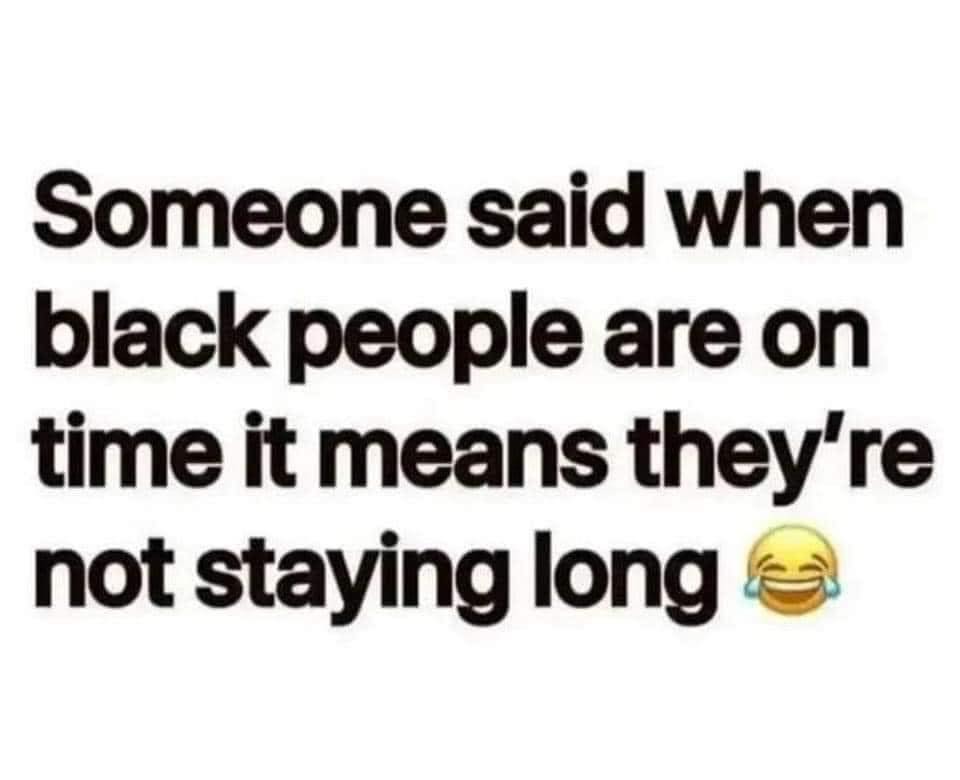 Someone said when
black people are on
time it means they're
not staying long 😂